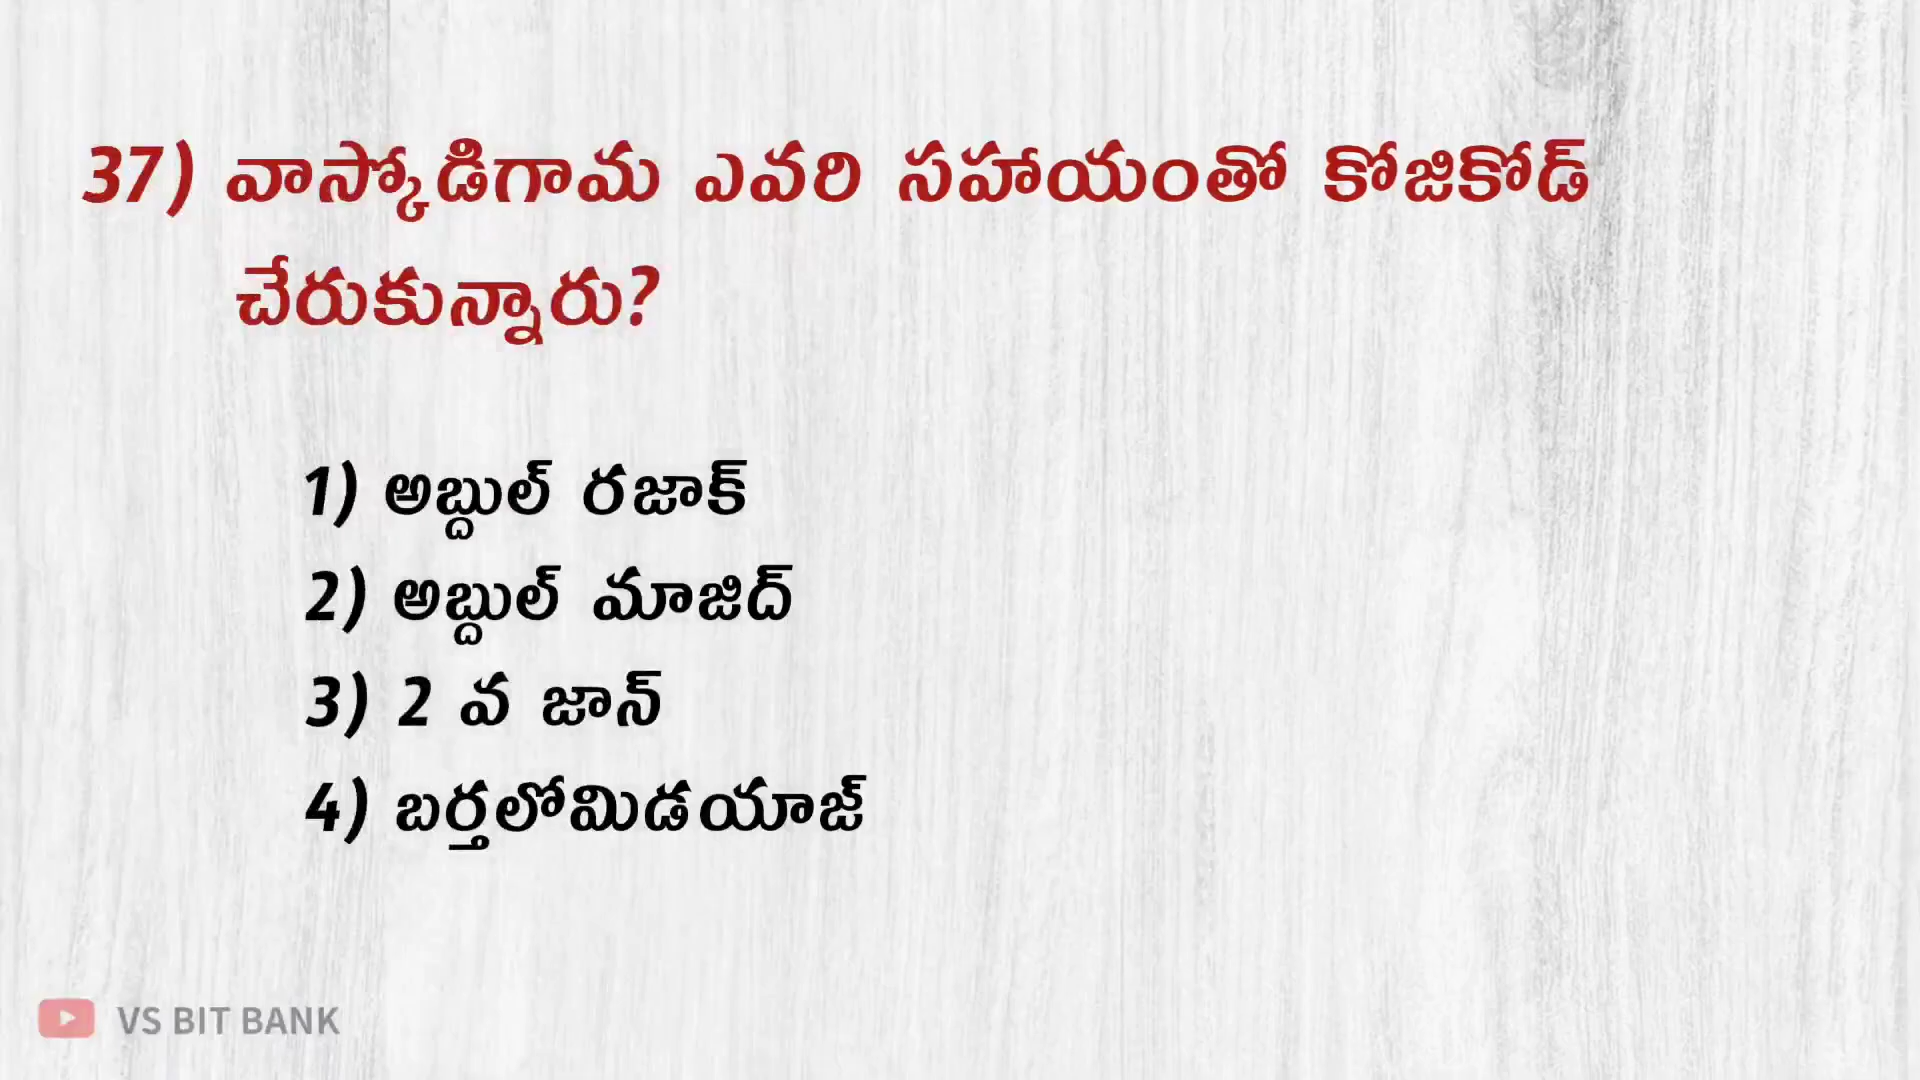 37) వాస్కోడిగామ ఎవరి సహాయంతో కోజికోడ్
చేరుకున్నారు?
1) అబ్దుల్ రజాక్
2) అబ్దుల్ మాజిద్
3) 2 వ జాన్
4) బర్తలోమిడయాజ్
VS BIT BANK